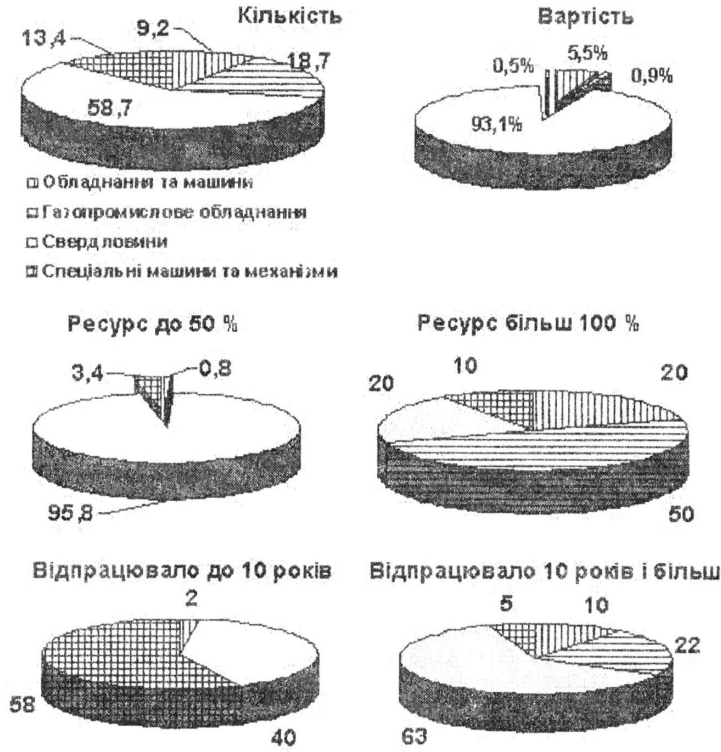 Кількість
Вартість
13,4
9,2
18,7
58,7
0,5%
5,5%
0,9%
93,1%
Обладнання та машини
Газопромислове обладнання
Свердловини
Спеціальні машини та механізми
Ресурс до 50 %
Ресурс більш 100 %
3,4
0,8
95,8
20
10
20
50
Відпрацювало до 10 років
Відпрацювало 10 років і більш
2
58
40
5
10
22
63